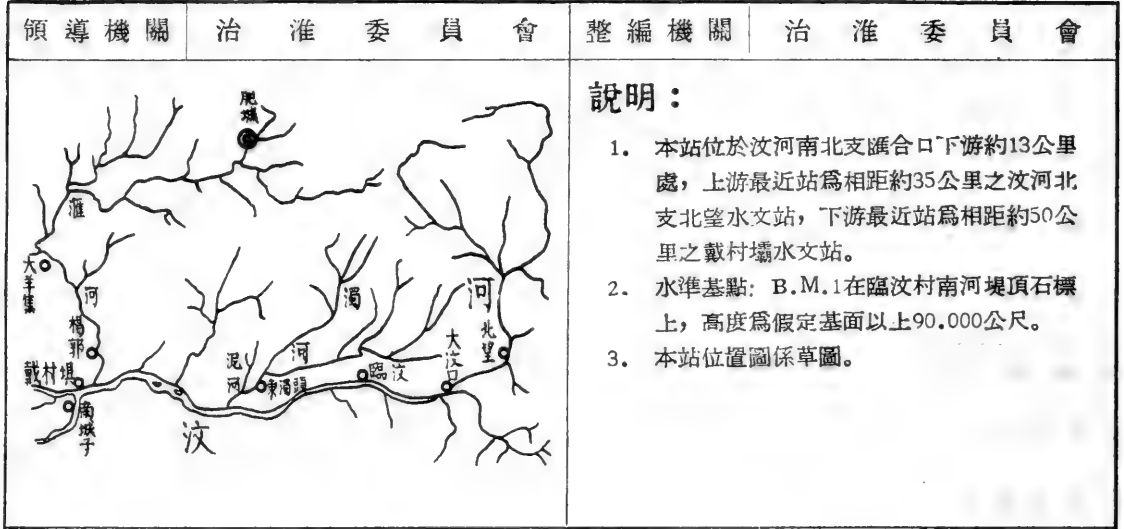 領導機關 治淮委員會 整編機關 治淮委員會
說明：
1. 本站位於汶河南北支匯合口下游約13公里
處，上游最近站爲相距約35公里之汶河北
支北望水文站，下游最近站爲相距約50公
里之戴村壩水文站。
2. 水準基點: B.M.1在臨汶村南河堤頂石標
上，高度爲假定基面以上90.000公尺。
3. 本站位置圖係草圖。
肥城
滙
河
大羊集
楊郭
戴村壩
南城子
汶
河
泥河
濁
河
東濁頭
臨汶
大汶口
北望